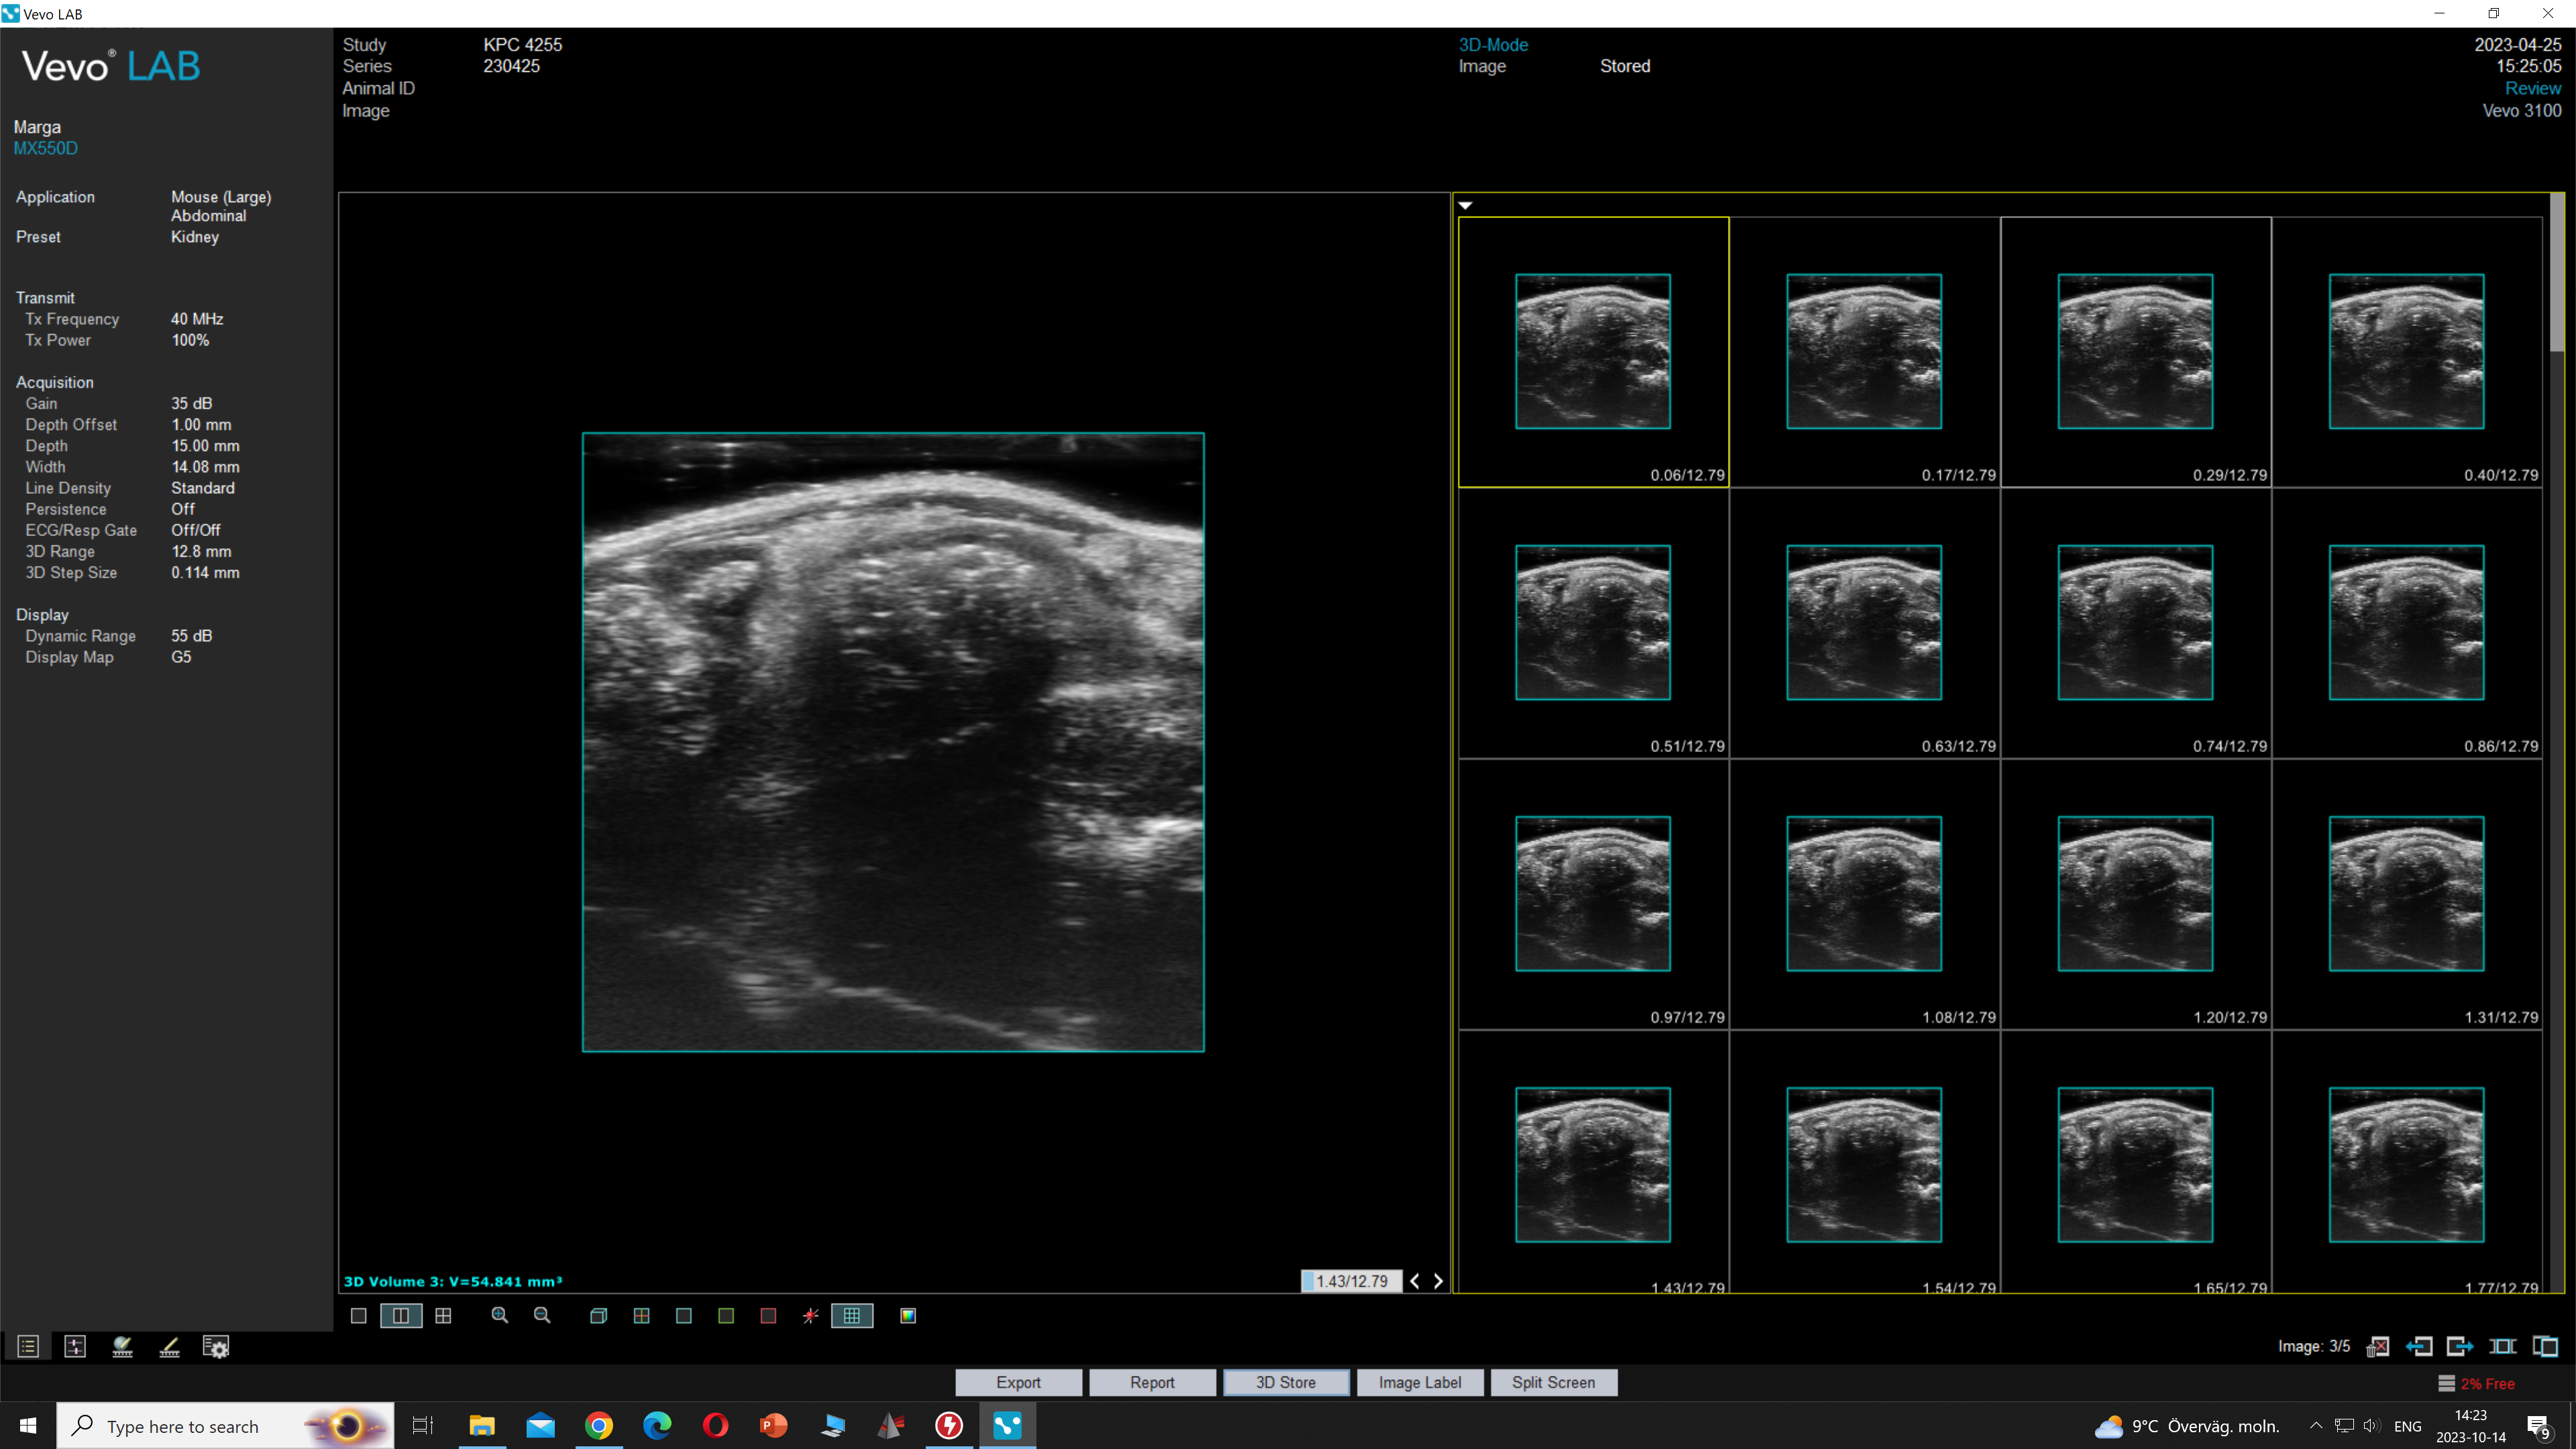 Vevo LAB
Vevo® LAB
Marga
MX550D
Application Mouse (Large)
Abdominal
Preset Kidney
Transmit
Tx Frequency 40 MHz
Tx Power 100%
Acquisition
Gain 35 dB
Depth Offset 1.00 mm
Depth 15.00 mm
Width 14.08 mm
Line Density Standard
Persistence Off
ECG/Resp Gate Off/Off
3D Range 12.8 mm
3D Step Size 0.114 mm
Display
Dynamic Range 55 dB
Display Map G5
Study KPC 4255
Series 230425
Animal ID
Image
3D-Mode
Image Stored
2023-04-25
15:25:05
Review
Vevo 3100
0.06/12.79 0.17/12.79 0.29/12.79 0.40/12.79
0.51/12.79 0.63/12.79 0.74/12.79 0.86/12.79
0.97/12.79 1.08/12.79 1.20/12.79 1.31/12.79
1.43/12.79 1.54/12.79 1.65/12.79 1.77/12.79
3D Volume 3: V=54.841 mm³
1.43/12.79
Image: 3/5
Export Report 3D Store Image Label Split Screen
2% Free
Type here to search
P
9°C Överväg. moln.
ENG
14:23
2023-10-14
9